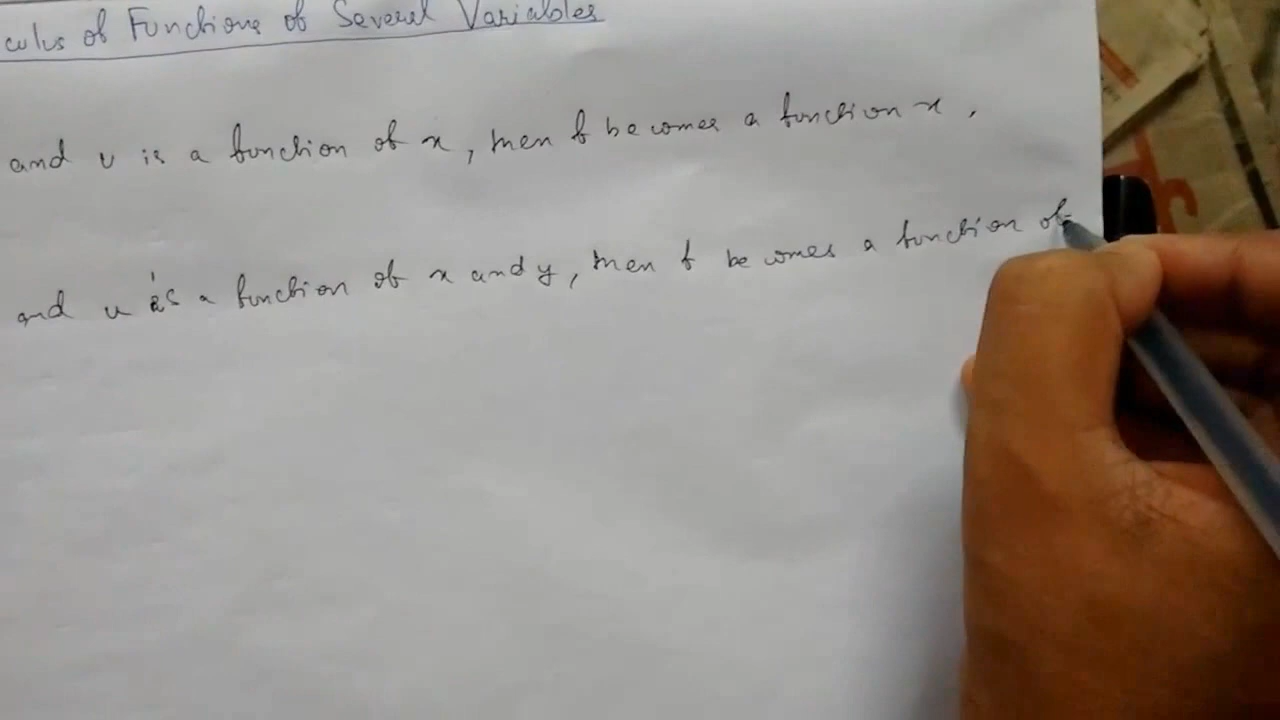 culus of Functions of Several Variables
and u is a function of x, then f becomes a function x.
and u is a function of x and y, then f becomes a function of